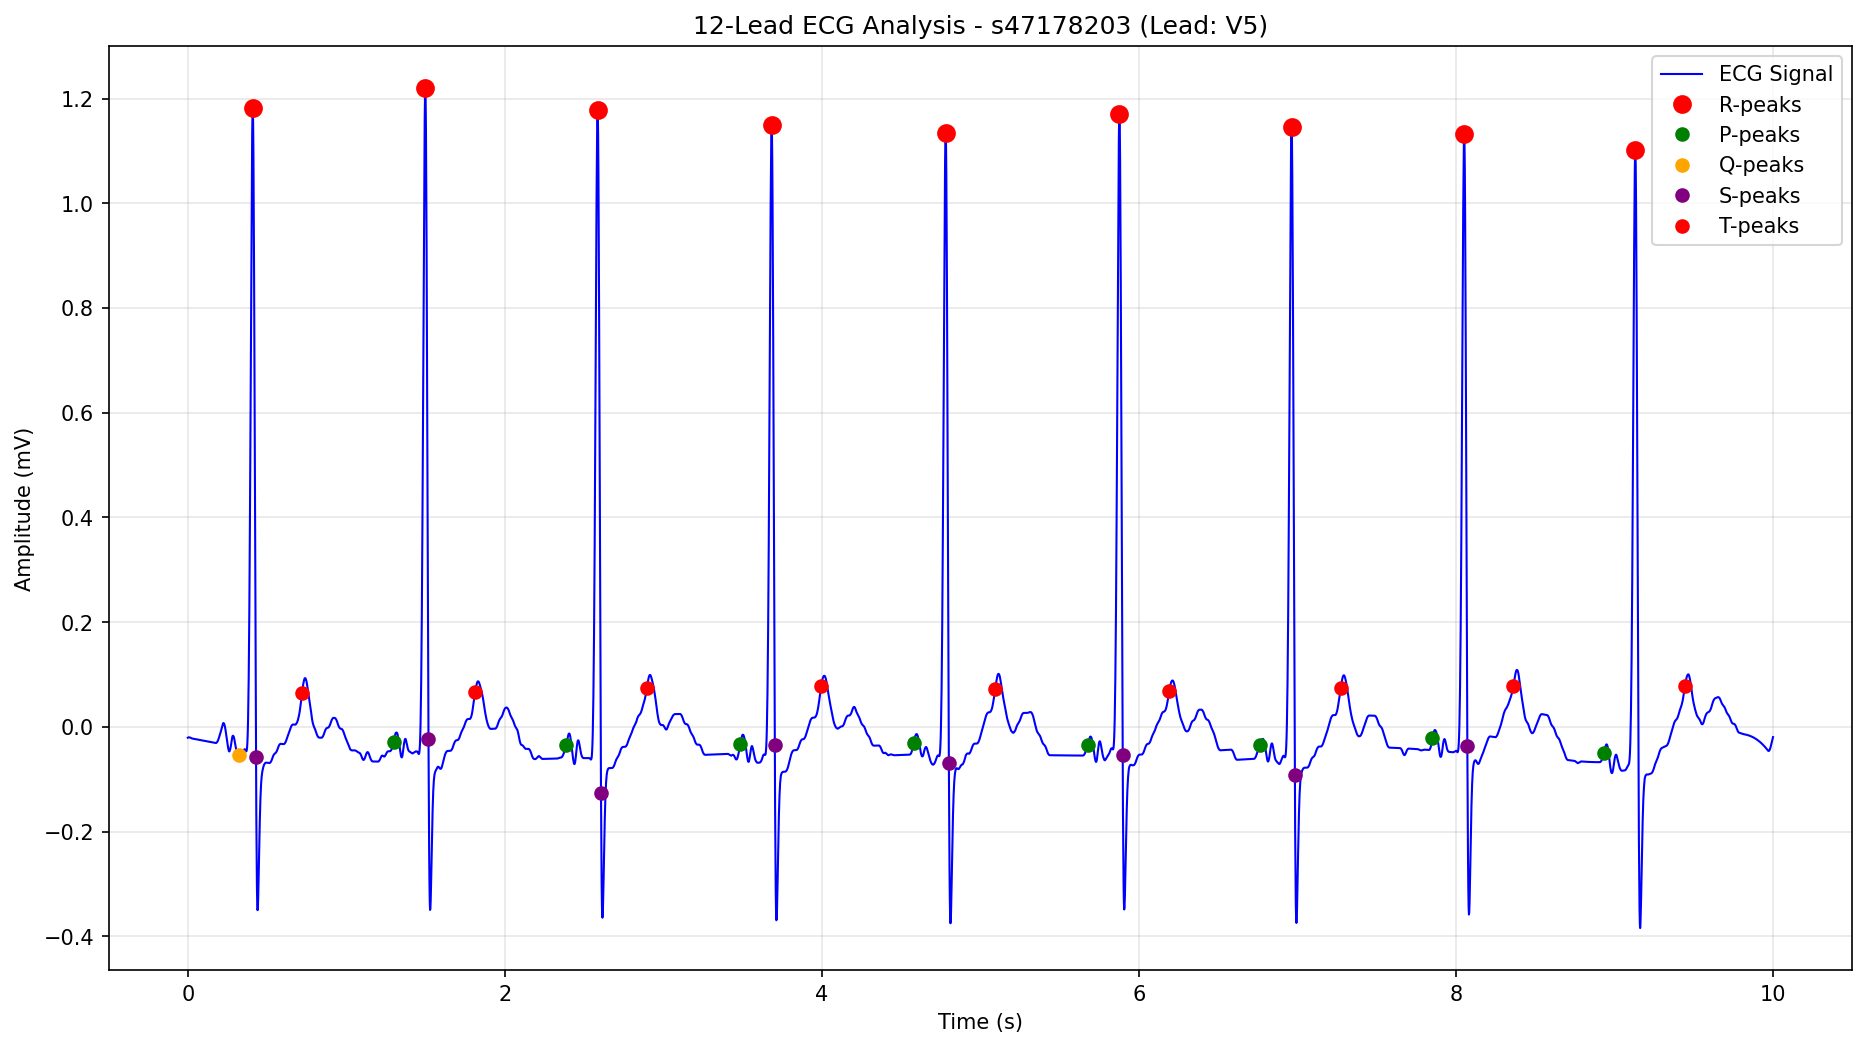 12-Lead ECG Analysis - s47178203 (Lead: V5)
ECG Signal
R-peaks
P-peaks
Q-peaks
S-peaks
T-peaks
Amplitude (mV)
1.2
1.0
0.8
0.6
0.4
0.2
0.0
−0.2
−0.4
0 2 4 6 8 10
Time (s)